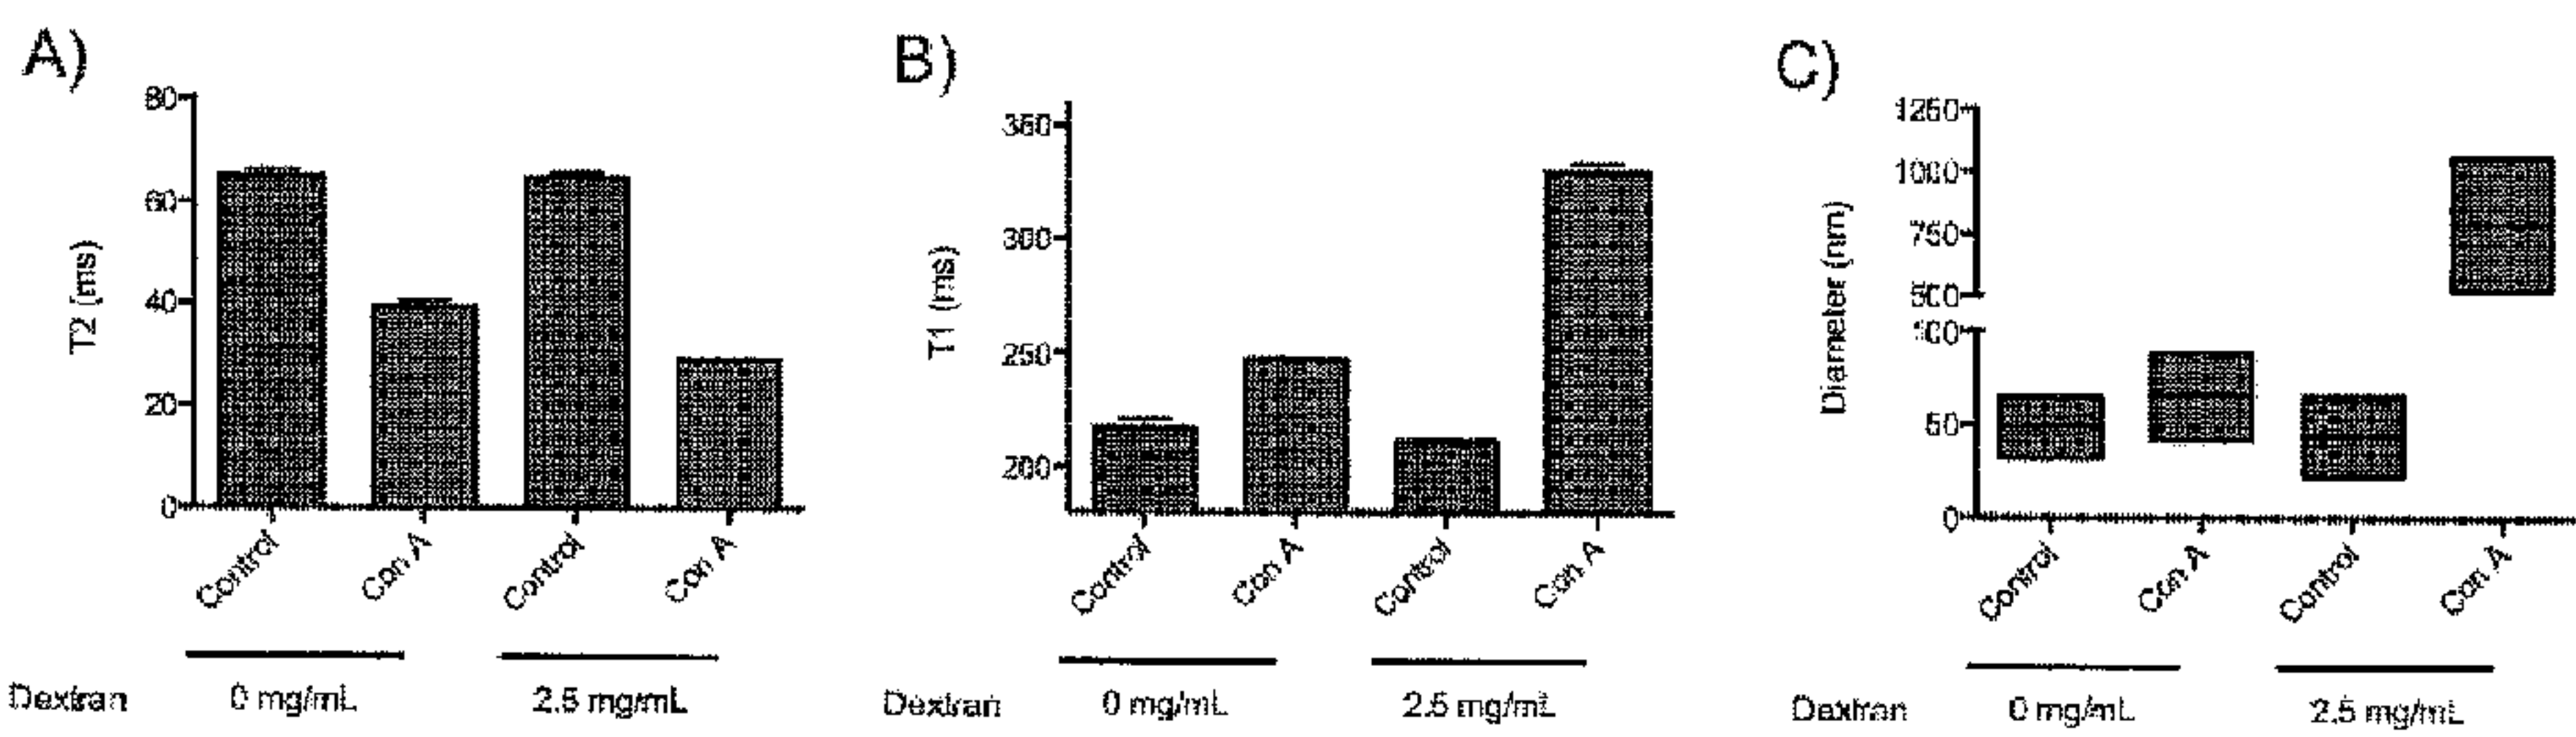 A)
T2 (ms)
80
60
40
20
0
Control
Con A
Control
Con A
Dextran 0 mg/mL 2.5 mg/mL
B)
T1 (ms)
350
300
250
200
Control
Con A
Control
Con A
Dextran 0 mg/mL 2.5 mg/mL
C)
Diameter (nm)
1250
1000
750
500
100
50
0
Control
Con A
Control
Con A
Dextran 0 mg/mL 2.5 mg/mL